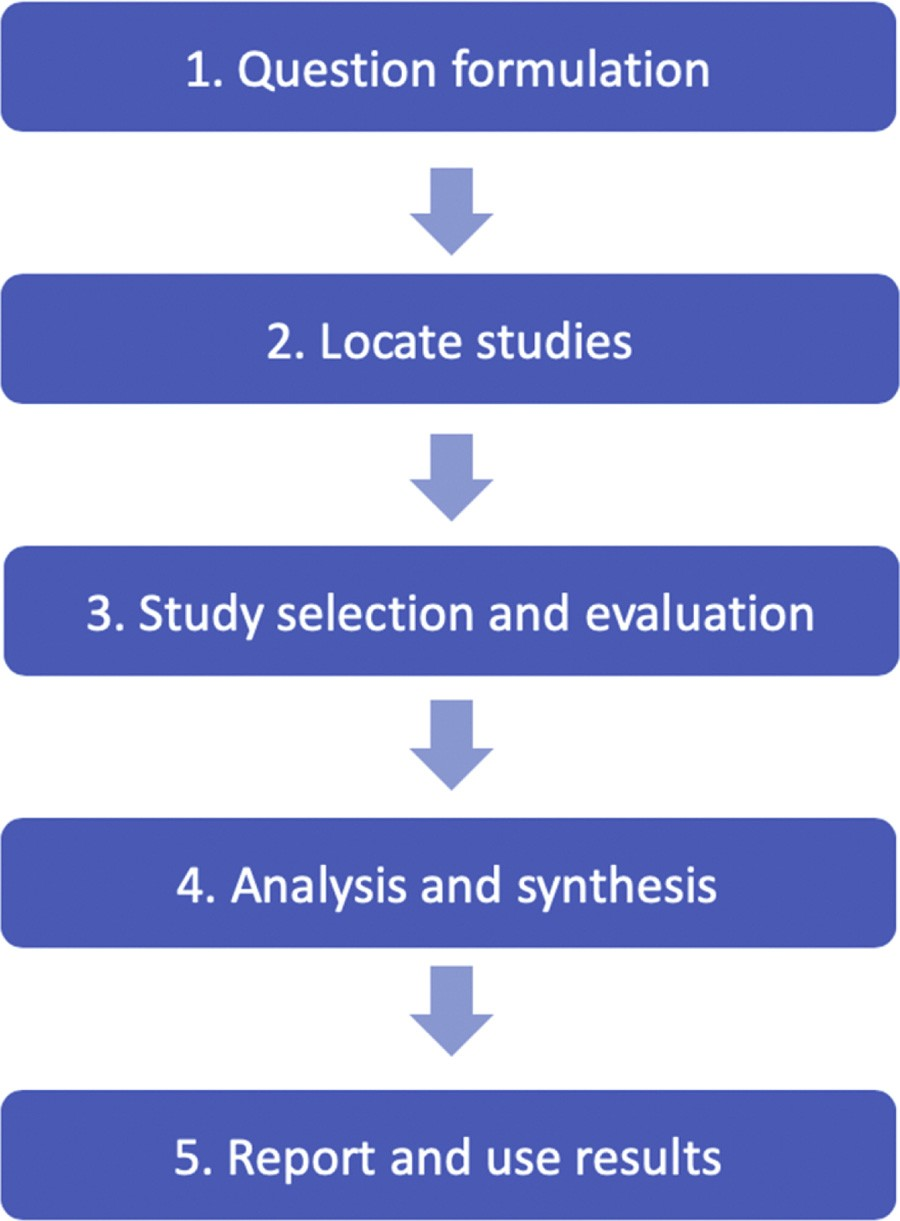 1. Question formulation
2. Locate studies
3. Study selection and evaluation
4. Analysis and synthesis
5. Report and use results